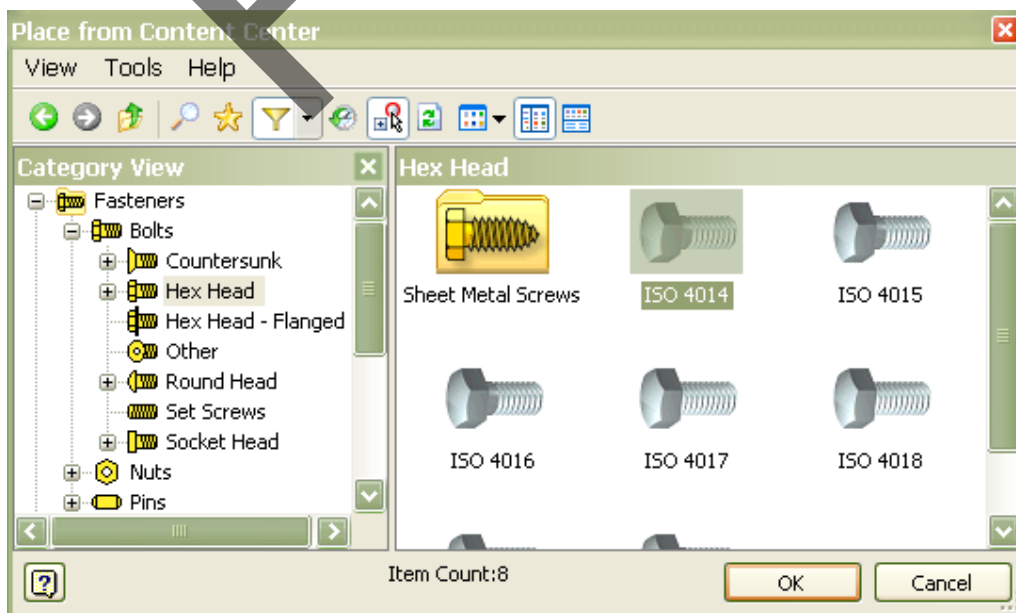 Place from Content Center
View Tools Help
Category View
Fasteners
Bolts
Countersunk
Hex Head
Hex Head - Flanged
Other
Round Head
Set Screws
Socket Head
Nuts
Pins
Hex Head
Sheet Metal Screws
ISO 4014
ISO 4015
ISO 4016
ISO 4017
ISO 4018
Item Count:8
OK
Cancel